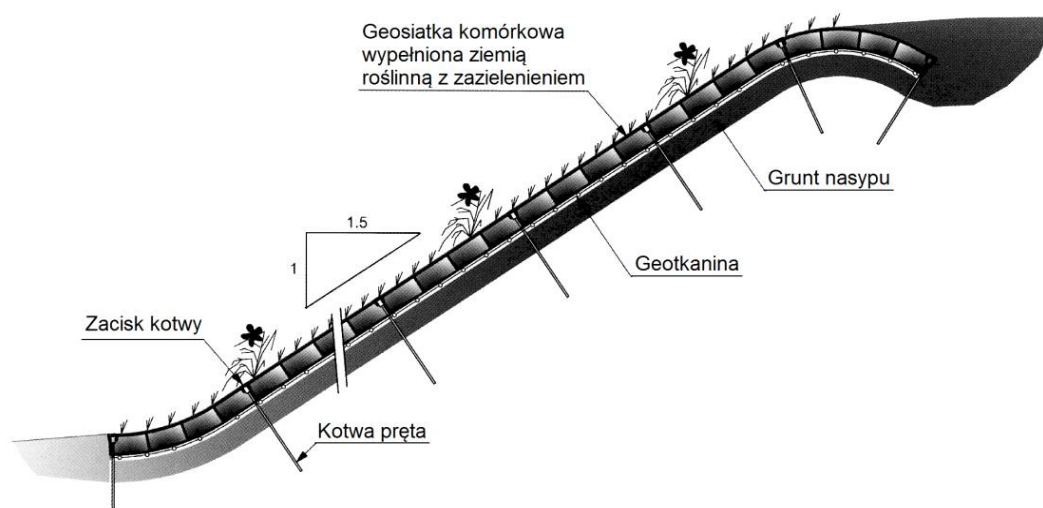 Geosiatka komórkowa
wypełniona ziemią
roślinną z zazielenieniem
Grunt nasypu
1.5
1
Geotkanina
Zacisk kotwy
Kotwa pręta